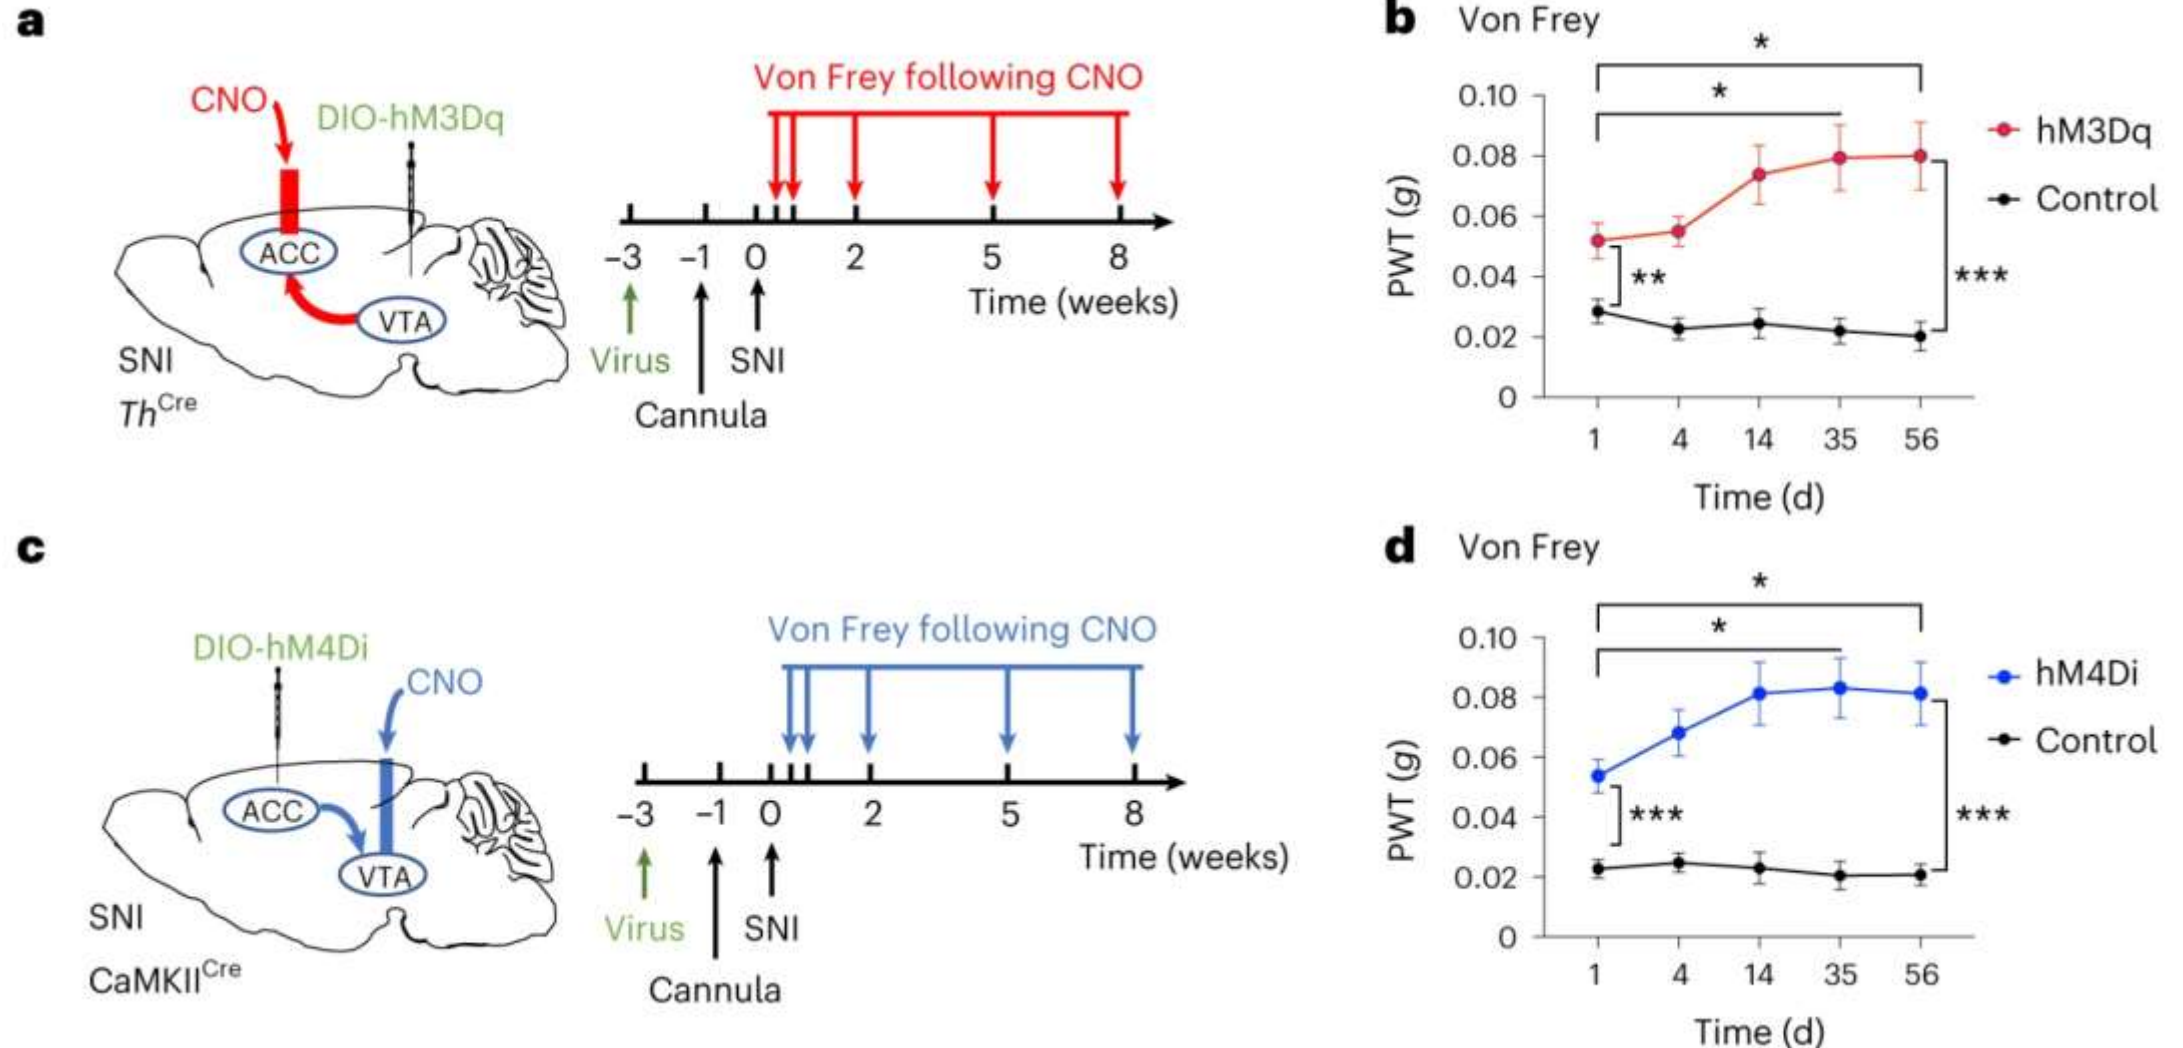 a
Von Frey following CNO
CNO
DIO-hM3Dq
ACC
VTA
SNI
Th^Cre
–3 –1 0 2 5 8
Time (weeks)
Virus
SNI
Cannula
b Von Frey
*
*
0.10
0.08
0.06
0.04
0.02
0
PWT (g)
**
***
hM3Dq
Control
1 4 14 35 56
Time (d)
c
Von Frey following CNO
DIO-hM4Di
CNO
ACC
VTA
SNI
CaMKII^Cre
–3 –1 0 2 5 8
Time (weeks)
Virus
SNI
Cannula
d Von Frey
*
*
0.10
0.08
0.06
0.04
0.02
0
PWT (g)
***
***
hM4Di
Control
1 4 14 35 56
Time (d)